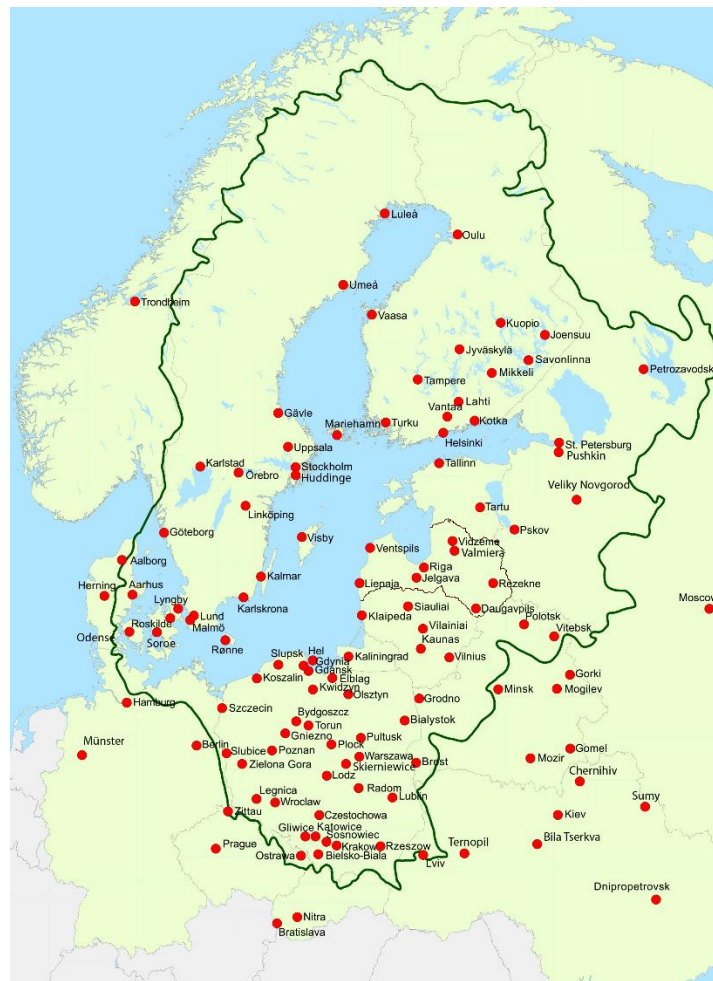 Luleå
Oulu
Umeå
Trondheim
Vaasa
Kuopio
Joensuu
Jyväskylä
Savonlinna
Mikkeli
Petrozavodsk
Tampere
Lahti
Vantaa
Gävle
Mariehamn
Turku
Kotka
Helsinki
Uppsala
St. Petersburg
Pushkin
Karlstad
Stockholm
Tallinn
Örebro
Huddinge
Veliky Novgorod
Linköping
Tartu
Pskov
Göteborg
Visby
Vidzeme
Ventspils
Valmiera
Aalborg
Riga
Kalmar
Jelgava
Herning
Aarhus
Liepaja
Rezekne
Lyngby
Karlskrona
Siauliai
Daugavpils
Moscow
Lund
Klaipeda
Polotsk
Roskilde
Malmö
Vilainiai
Vitebsk
Odense
Soroe
Rønne
Kaunas
Slupsk
Hel
Kaliningrad
Vilnius
Gdynia
Gdansk
Gorki
Koszalin
Elblag
Kwidzyn
Olsztyn
Minsk
Mogilev
Hamburg
Grodno
Szczecin
Bydgoszcz
Bialystok
Torun
Gniezno
Pultusk
Münster
Berlin
Slubice
Poznan
Plock
Gomel
Warszawa
Mozir
Zielona Gora
Skierniewice
Brest
Lodz
Chernihiv
Radom
Legnica
Lublin
Wroclaw
Sumy
Zittau
Czestochowa
Kiev
Gliwice
Katowice
Sosnowiec
Prague
Krakow
Rzeszow
Ternopil
Bila Tserkva
Ostrawa
Bielsko-Biala
Lviv
Dnipropetrovsk
Nitra
Bratislava